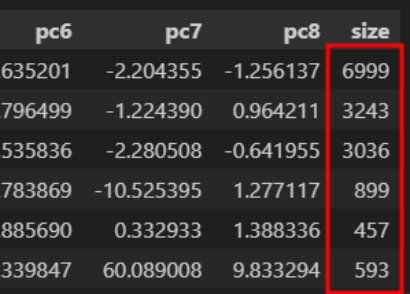 pc6 pc7 pc8 size
.635201 -2.204355 -1.256137 6999
.796499 -1.224390 0.964211 3243
.535836 -2.280508 -0.641955 3036
.783869 -10.525395 1.277117 899
.885690 0.332933 1.388336 457
.339847 60.089008 9.833294 593